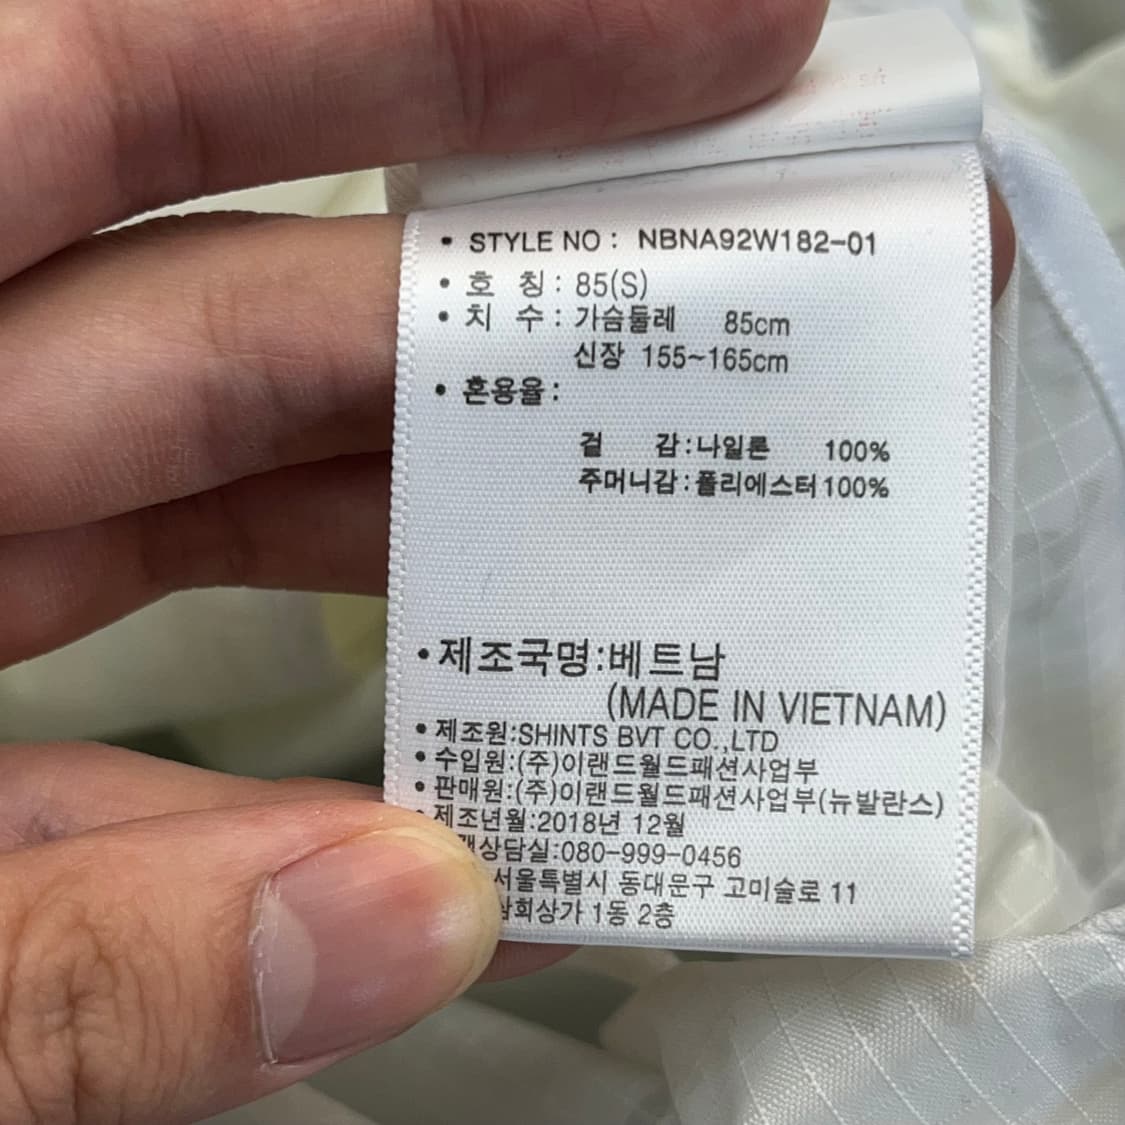 • STYLE NO : NBNA92W182-01
• 호 칭 : 85(S)
• 치 수 : 가슴둘레 85cm
신장 155~165cm
• 혼용율 :
겉 감 : 나일론 100%
주머니감 : 폴리에스터 100%
• 제조국명:베트남
(MADE IN VIETNAM)
• 제조원:SHINTS BVT CO.,LTD
• 수입원:(주)이랜드월드패션사업부
• 판매원:(주)이랜드월드패션사업부(뉴발란스)
제조년월:2018년 12월
상담실:080-999-0456
서울특별시 동대문구 고미술로 11
삼희상가 1동 2층